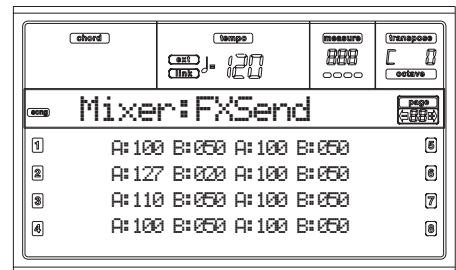 chord tempo measure transpose
ext ♩= 120 888 C 0
link octave
song Mixer:FXSend page
88
1 A:100 B:050 A:100 B:050 5
2 A:127 B:020 A:100 B:050 6
3 A:110 B:050 A:100 B:050 7
4 A:100 B:050 A:100 B:050 8